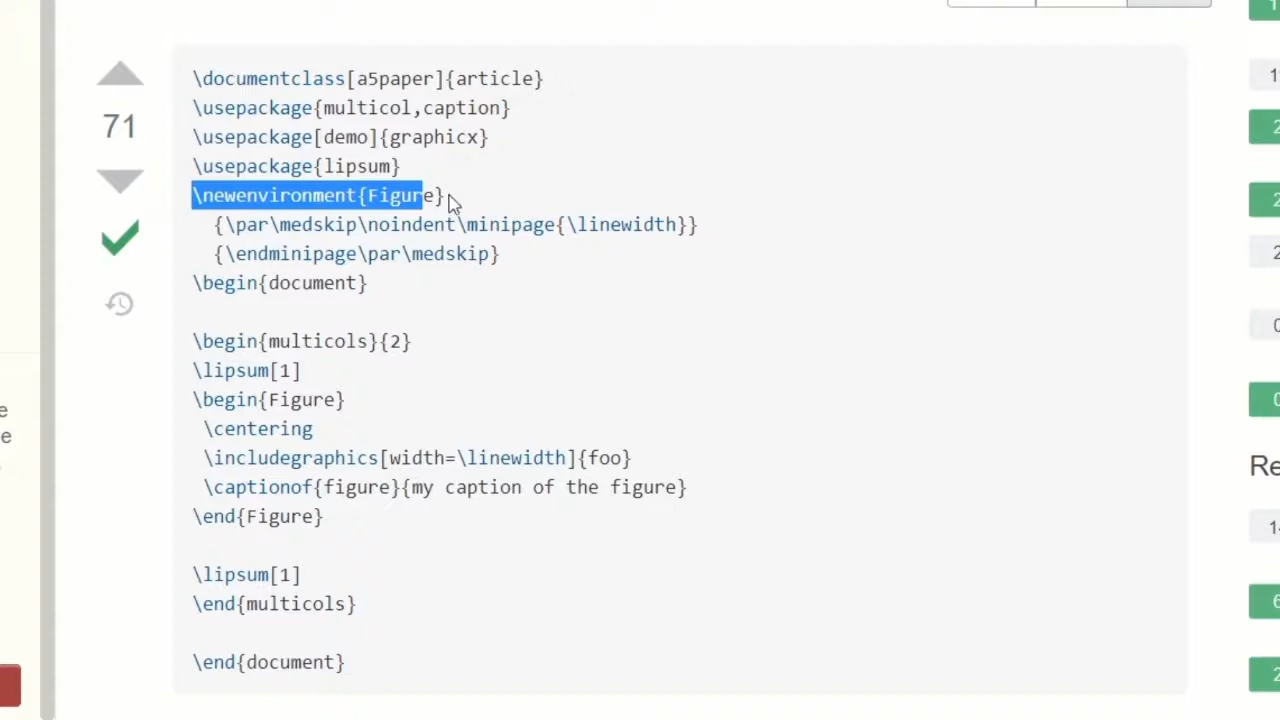 \documentclass[a5paper]{article}
\usepackage{multicol,caption}
\usepackage[demo]{graphicx}
\usepackage{lipsum}
\newenvironment{Figure}
{\par\medskip\noindent\minipage{\linewidth}}
{\endminipage\par\medskip}
\begin{document}
\begin{multicols}{2}
\lipsum[1]
\begin{Figure}
\centering
\includegraphics[width=\linewidth]{foo}
\captionof{figure}{my caption of the figure}
\end{Figure}
\lipsum[1]
\end{multicols}
\end{document}
71